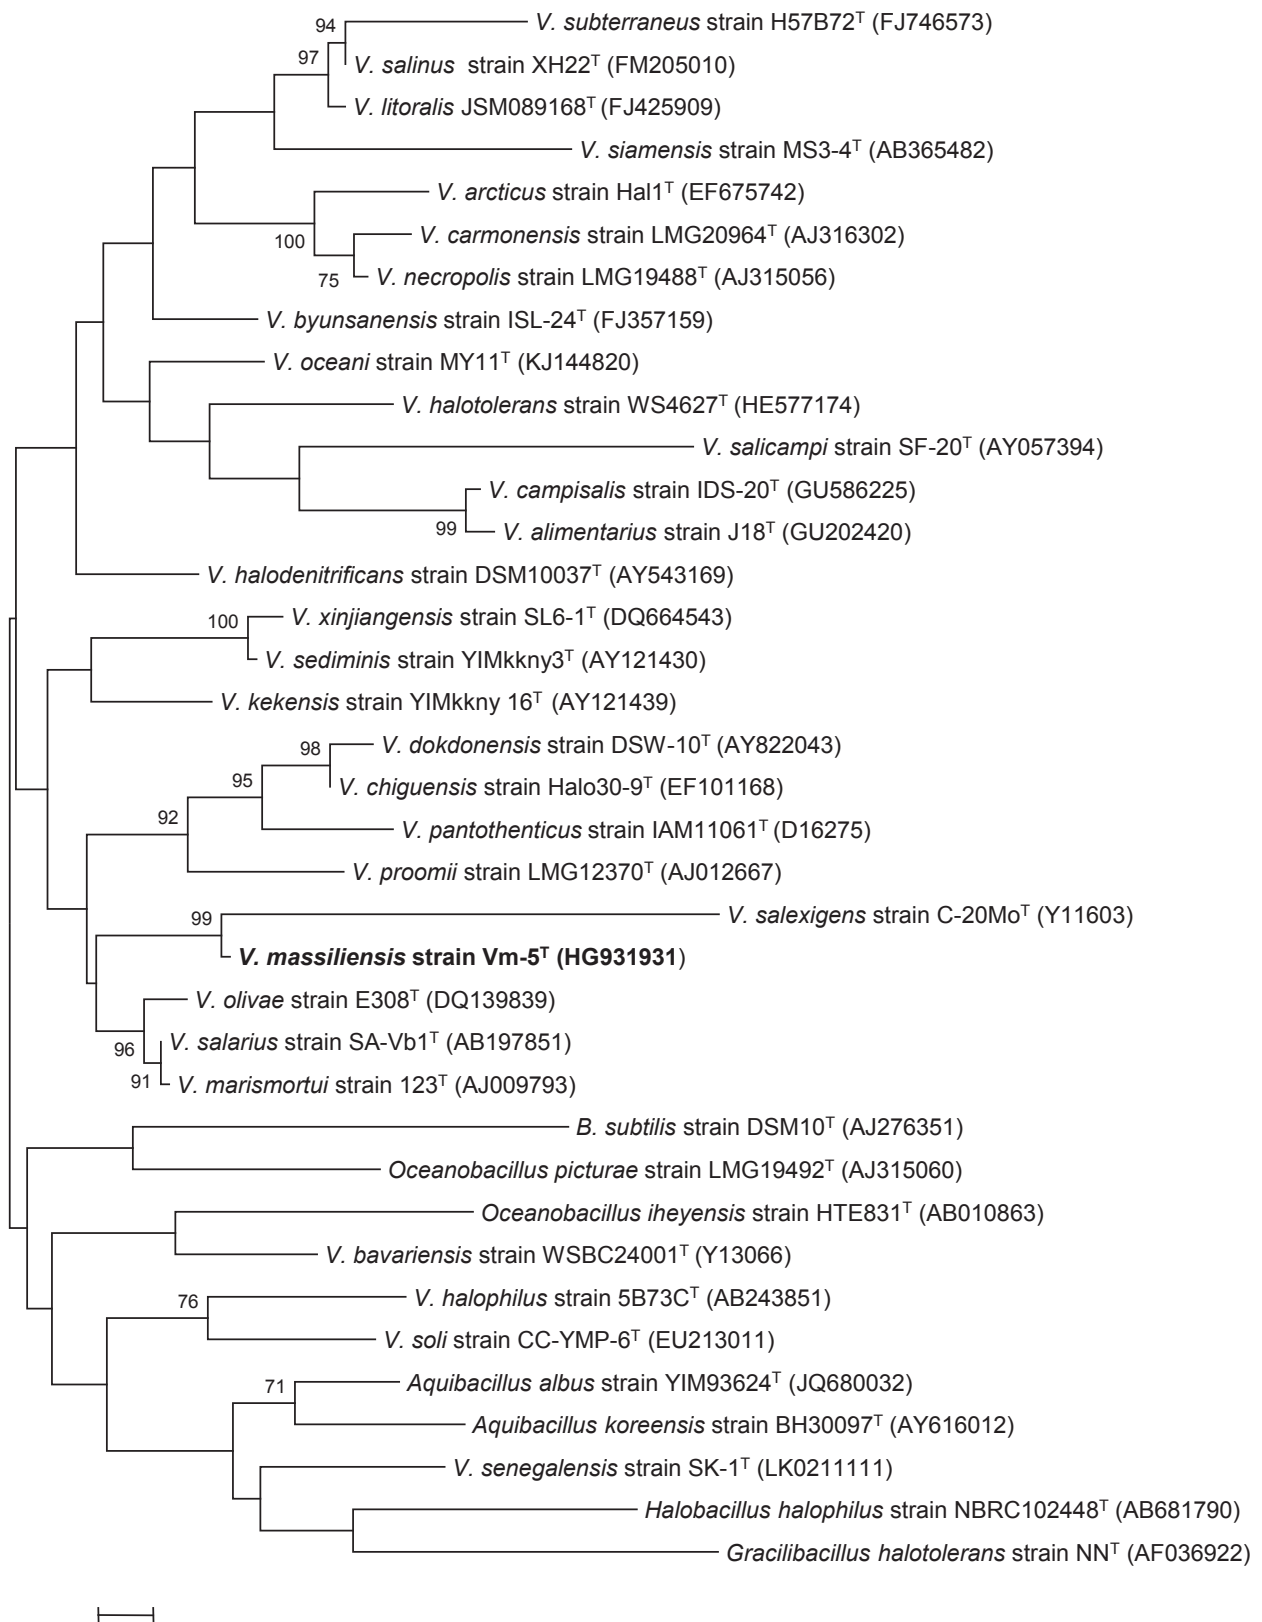 94
V. subterraneus strain H57B72T (FJ746573)
97
V. salinus strain XH22T (FM205010)
V. litoralis JSM089168T (FJ425909)
V. siamensis strain MS3-4T (AB365482)
V. arcticus strain Hal1T (EF675742)
100
V. carmonensis strain LMG20964T (AJ316302)
75
V. necropolis strain LMG19488T (AJ315056)
V. byunsanensis strain ISL-24T (FJ357159)
V. oceani strain MY11T (KJ144820)
V. halotolerans strain WS4627T (HE577174)
V. salicampi strain SF-20T (AY057394)
V. campisalis strain IDS-20T (GU586225)
99
V. alimentarius strain J18T (GU202420)
V. halodenitrificans strain DSM10037T (AY543169)
100
V. xinjiangensis strain SL6-1T (DQ664543)
V. sediminis strain YIMkkny3T (AY121430)
V. kekensis strain YIMkkny 16T (AY121439)
98
V. dokdonensis strain DSW-10T (AY822043)
95
V. chiguensis strain Halo30-9T (EF101168)
92
V. pantothenticus strain IAM11061T (D16275)
V. proomii strain LMG12370T (AJ012667)
99
V. salexigens strain C-20MoT (Y11603)
V. massiliensis strain Vm-5T (HG931931)
V. olivae strain E308T (DQ139839)
96
V. salarius strain SA-Vb1T (AB197851)
91
V. marismortui strain 123T (AJ009793)
B. subtilis strain DSM10T (AJ276351)
Oceanobacillus picturae strain LMG19492T (AJ315060)
Oceanobacillus iheyensis strain HTE831T (AB010863)
V. bavariensis strain WSBC24001T (Y13066)
76
V. halophilus strain 5B73CT (AB243851)
V. soli strain CC-YMP-6T (EU213011)
71
Aquibacillus albus strain YIM93624T (JQ680032)
Aquibacillus koreensis strain BH30097T (AY616012)
V. senegalensis strain SK-1T (LK0211111)
Halobacillus halophilus strain NBRC102448T (AB681790)
Gracilibacillus halotolerans strain NNT (AF036922)